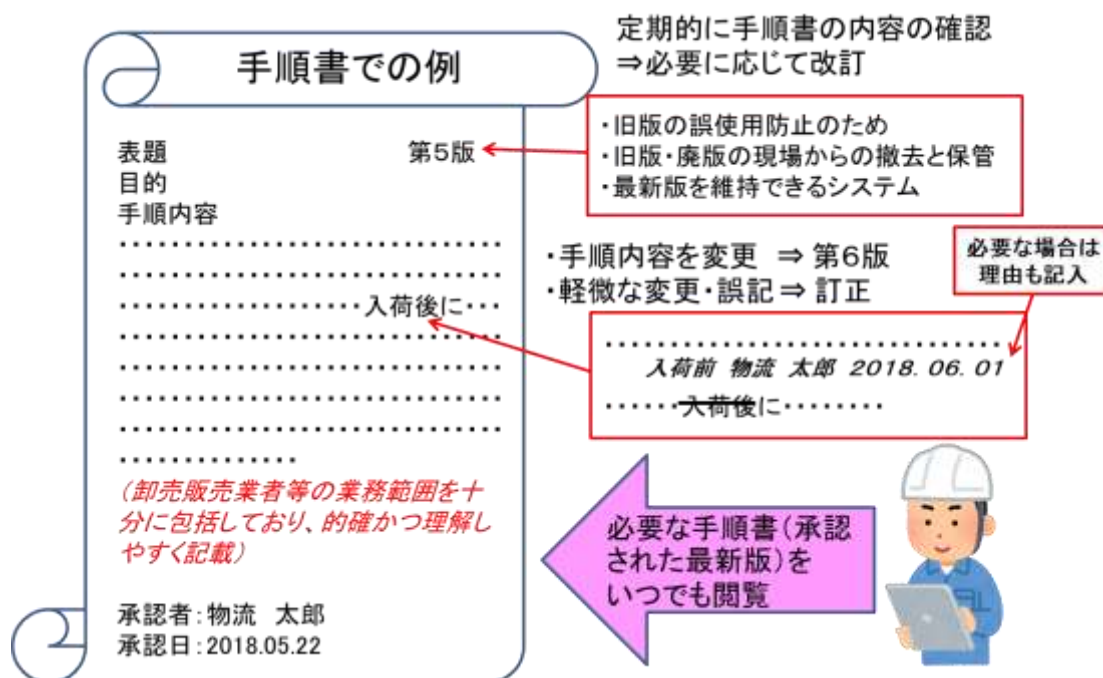 手順書での例
表題 第5版
目的
手順内容
・・・・・・・・・・・・・・・・・・・・・・・・・・・・・・・
・・・・・・・・・・・・・・・・・・・・・・・・・・・・・・・
・・・・・・・・・・・・・・・・・・・・入荷後に・・・
・・・・・・・・・・・・・・・・・・・・・・・・・・・・・・・
・・・・・・・・・・・・・・・・・・・・・・・・・・・・・・・
・・・・・・・・・・・・・・・・・・・・・・・・・・・・・・・
・・・・・・・・・・・・・・・・・・・・・・・・・・・・・・・
・・・・・・・・・・・・・・
(卸売販売業者等の業務範囲を十
分に包括しており、的確かつ理解し
やすく記載)
承認者:物流 太郎
承認日:2018.05.22
定期的に手順書の内容の確認
⇒必要に応じて改訂
・旧版の誤使用防止のため
・旧版・廃版の現場からの撤去と保管
・最新版を維持できるシステム
・手順内容を変更 ⇒ 第6版
・軽微な変更・誤記⇒ 訂正
必要な場合は
理由も記入
・・・・・・・・・・・・・・・・・・・・・・・・・・・・・・・・・
入荷前 物流 太郎 2018.06.01
・・・・・・入荷後に・・・・・・・・
必要な手順書(承認
された最新版)を
いつでも閲覧